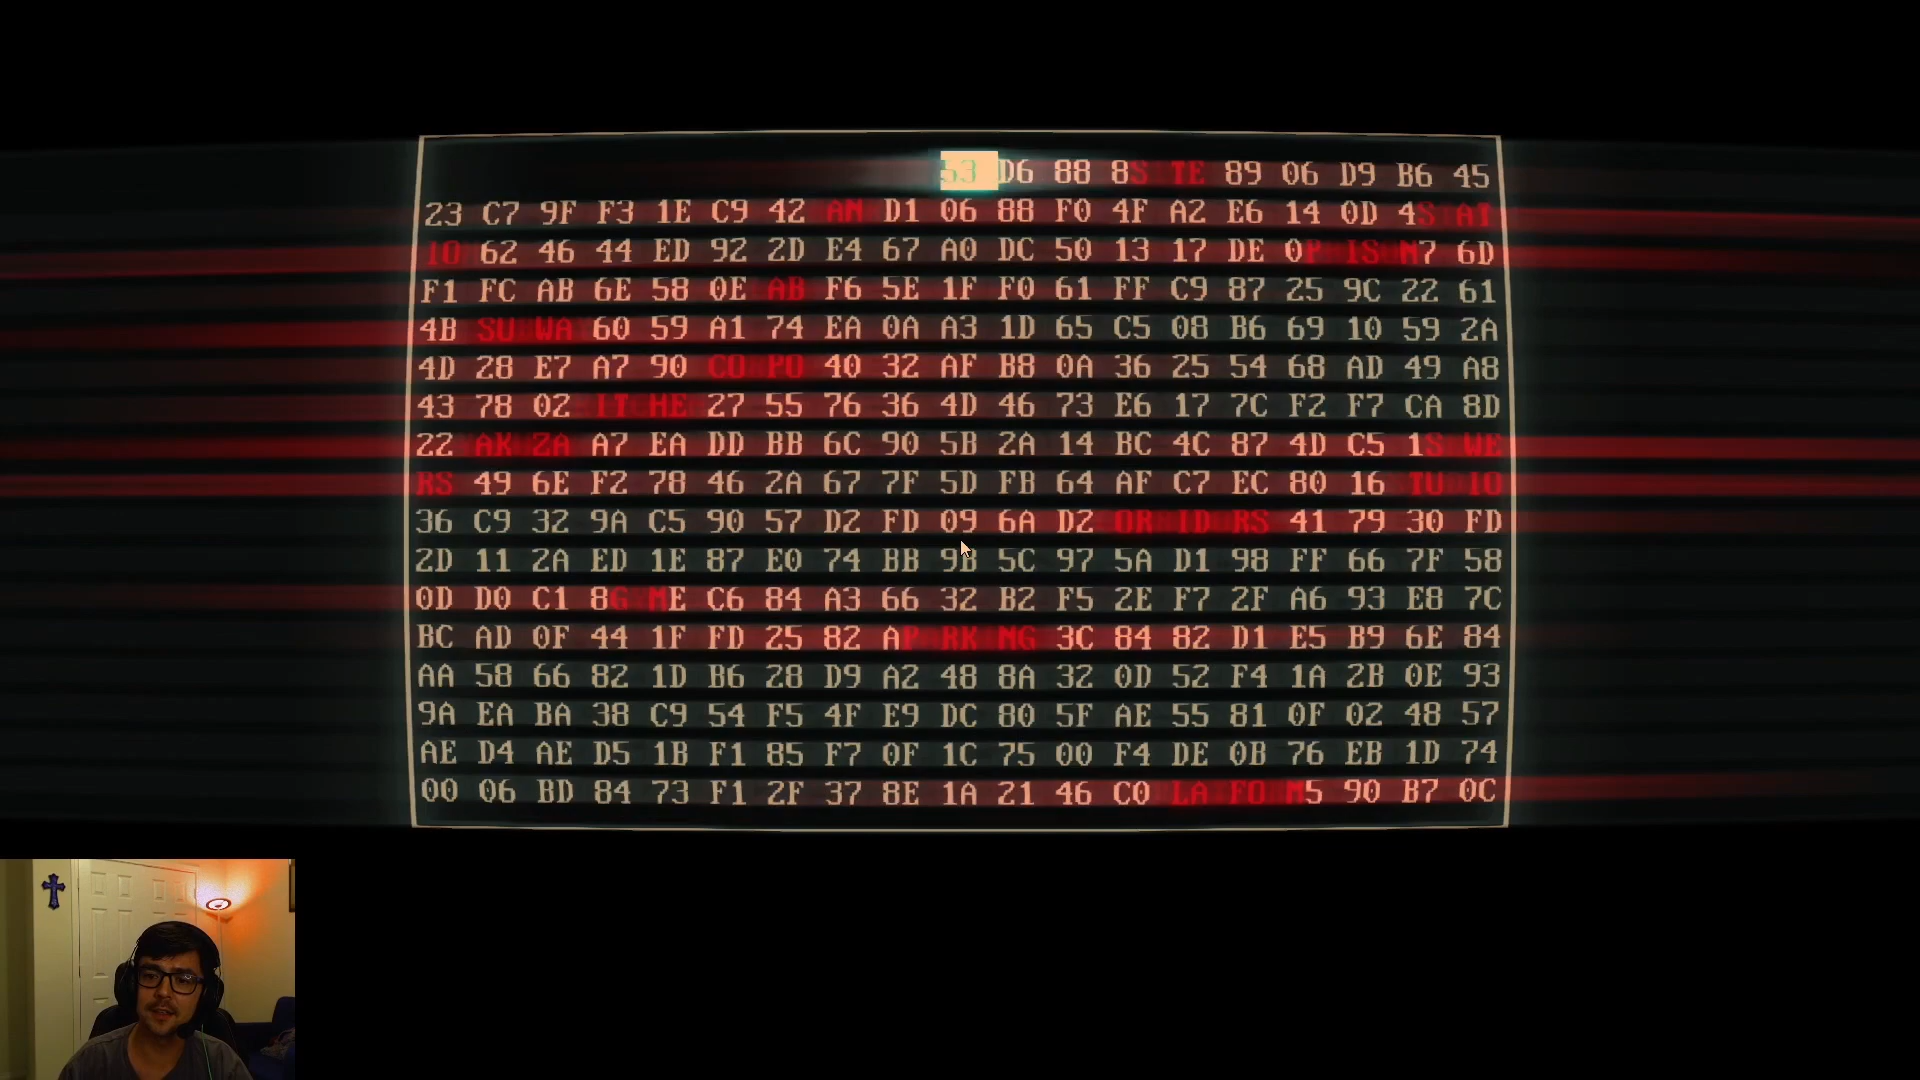 53 D6 88 8S TE 89 06 D9 B6 45
23 C7 9F F3 1E C9 42 AN D1 06 88 F0 4F A2 E6 14 0D 4S AT
IO 62 46 44 ED 92 2D E4 67 A0 DC 50 13 17 DE 0P IS N7 6D
F1 FC AB 6E 58 0E AB F6 5E 1F F0 61 FF C9 87 25 9C 22 61
4B SU WA 60 59 A1 74 EA 0A A3 1D 65 C5 08 B6 69 10 59 2A
4D 28 E7 A7 90 CO PO 40 32 AF B8 0A 36 25 54 68 AD 49 A8
43 78 02 IT HE 27 55 76 36 4D 46 73 E6 17 7C F2 F7 CA 8D
22 AK ZA A7 EA DD BB 6C 90 5B 2A 14 BC 4C 87 4D C5 1S WE
RS 49 6E F2 78 46 2A 67 7F 5D FB 64 AF C7 EC 80 16 TU IO
36 C9 32 9A C5 90 57 D2 FD 09 6A D2 OR ID RS 41 79 30 FD
2D 11 2A ED 1E 87 E0 74 BB 9B 5C 97 5A D1 98 FF 66 7F 58
0D D0 C1 8G ME C6 84 A3 66 32 B2 F5 2E F7 2F A6 93 E8 7C
BC AD 0F 44 1F FD 25 82 AP RK NG 3C 84 82 D1 E5 B9 6E 84
AA 58 66 82 1D B6 28 D9 A2 48 8A 32 0D 52 F4 1A 2B 0E 93
9A EA BA 38 C9 54 F5 4F E9 DC 80 5F AE 55 81 0F 02 48 57
AE D4 AE D5 1B F1 85 F7 0F 1C 75 00 F4 DE 0B 76 EB 1D 74
00 06 BD 84 73 F1 2F 37 8E 1A 21 46 C0 LA FO M5 90 B7 0C